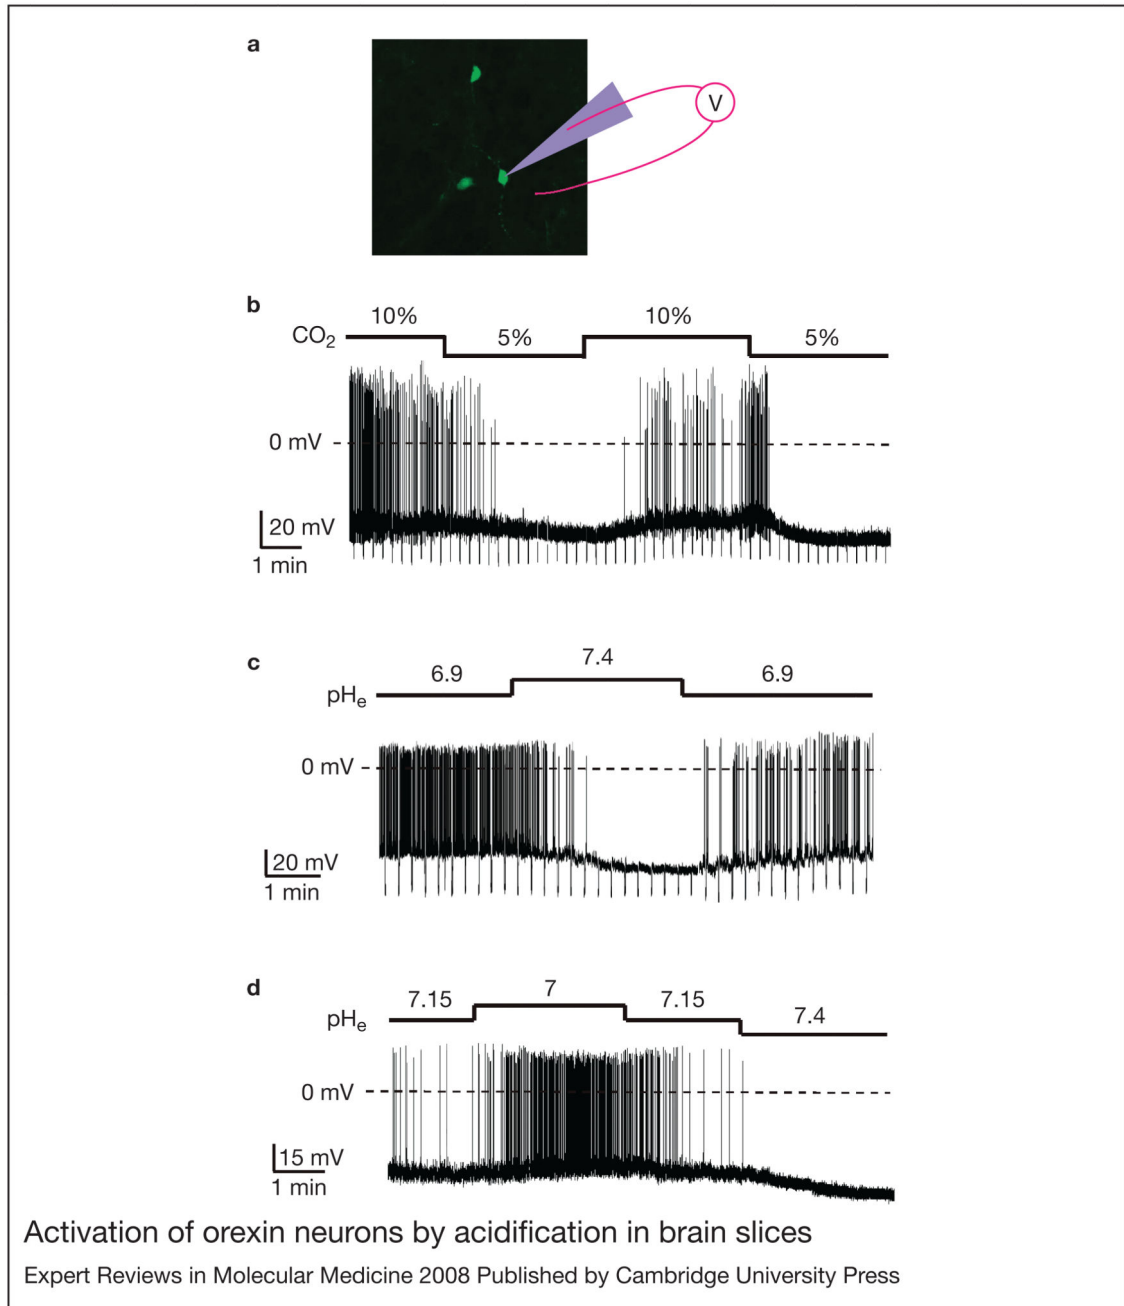 a
V
b
CO2 10% 5% 10% 5%
0 mV
20 mV
1 min
c
pHe 6.9 7.4 6.9
0 mV
20 mV
1 min
d
pHe 7.15 7 7.15 7.4
0 mV
15 mV
1 min
Activation of orexin neurons by acidification in brain slices
Expert Reviews in Molecular Medicine 2008 Published by Cambridge University Press